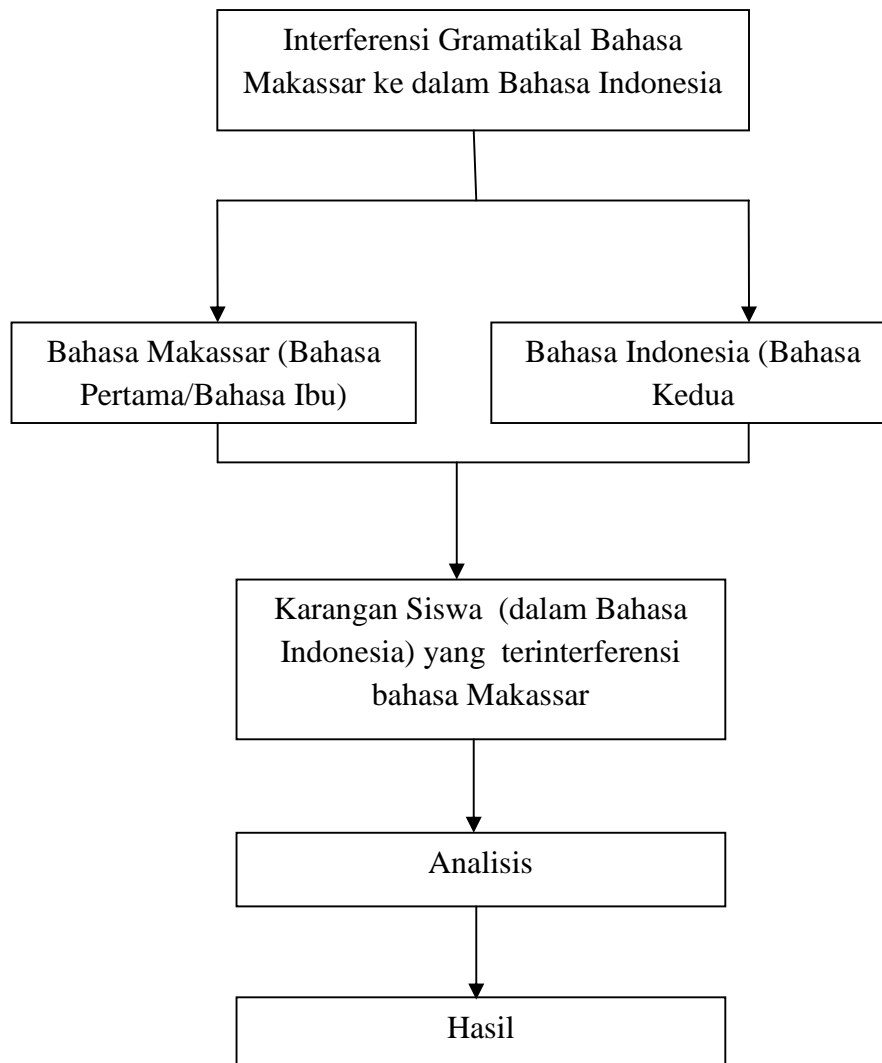 Interferensi Gramatikal Bahasa
Makassar ke dalam Bahasa Indonesia
Bahasa Makassar (Bahasa
Pertama/Bahasa Ibu)
Bahasa Indonesia (Bahasa
Kedua
Karangan Siswa  (dalam Bahasa
Indonesia) yang  terinterferensi
bahasa Makassar
Analisis
Hasil